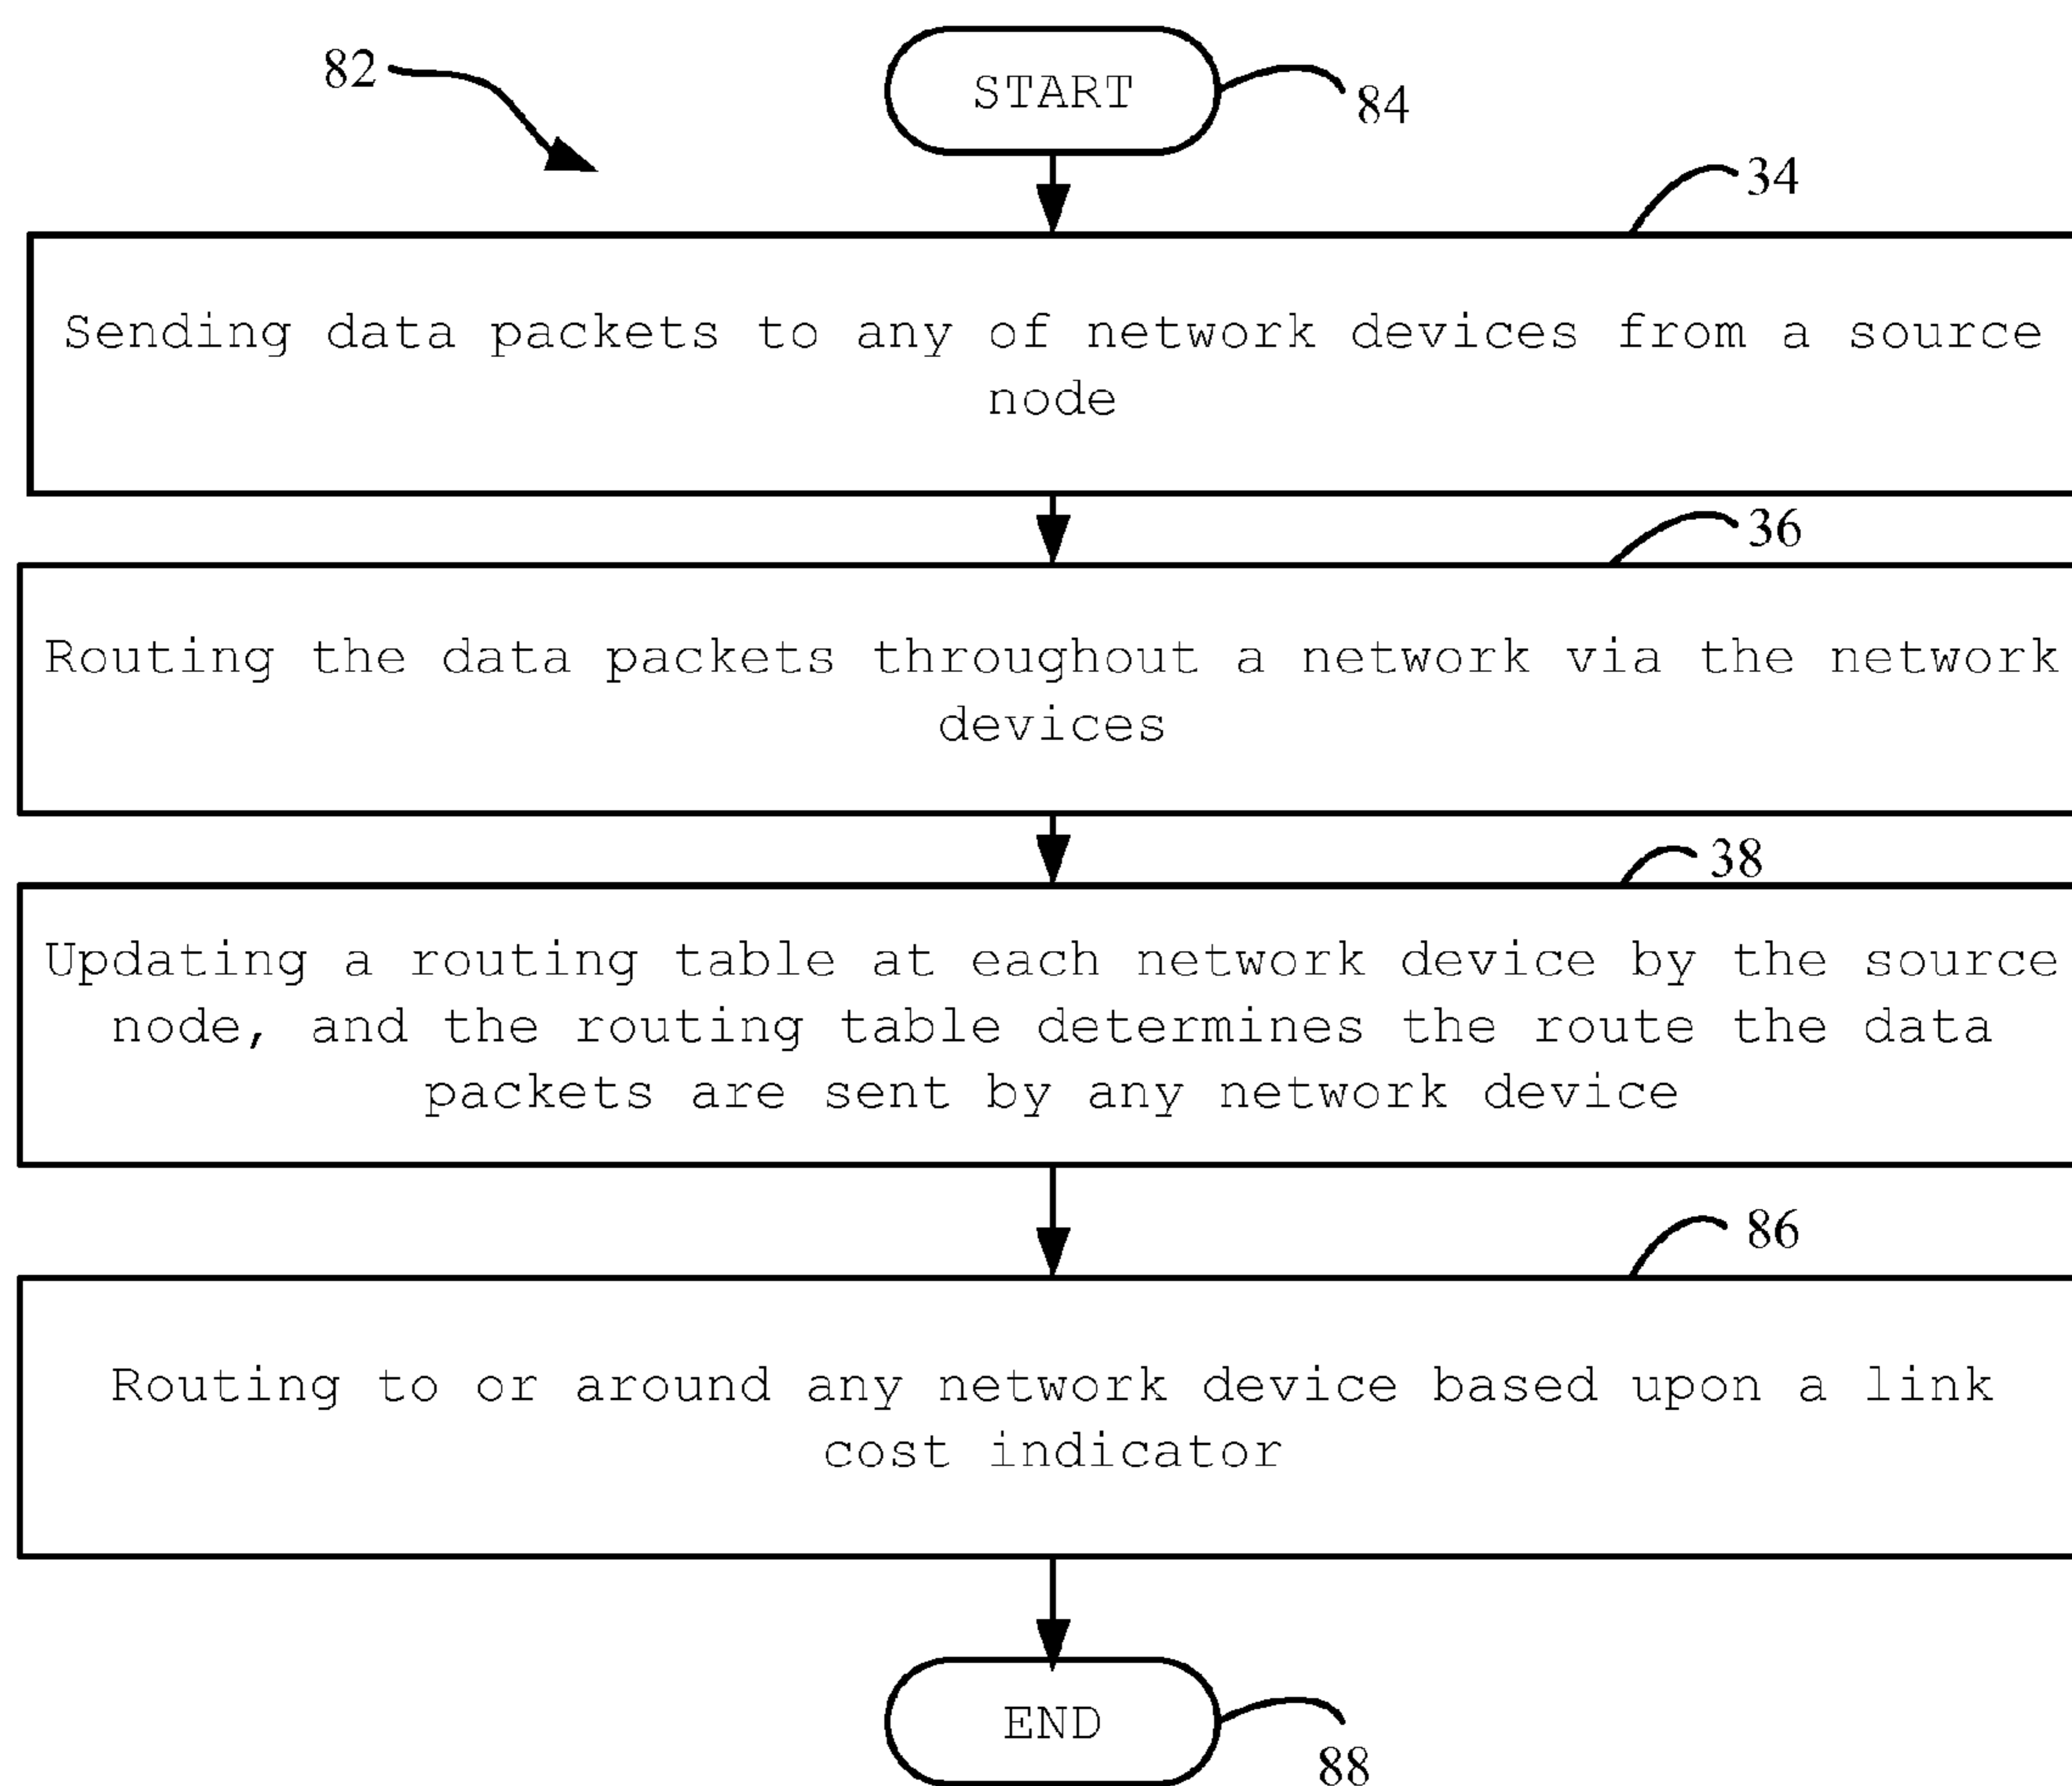 82
START
84
34
Sending data packets to any of network devices from a source
node
36
Routing the data packets throughout a network via the network
devices
38
Updating a routing table at each network device by the source
node, and the routing table determines the route the data
packets are sent by any network device
86
Routing to or around any network device based upon a link
cost indicator
END
88